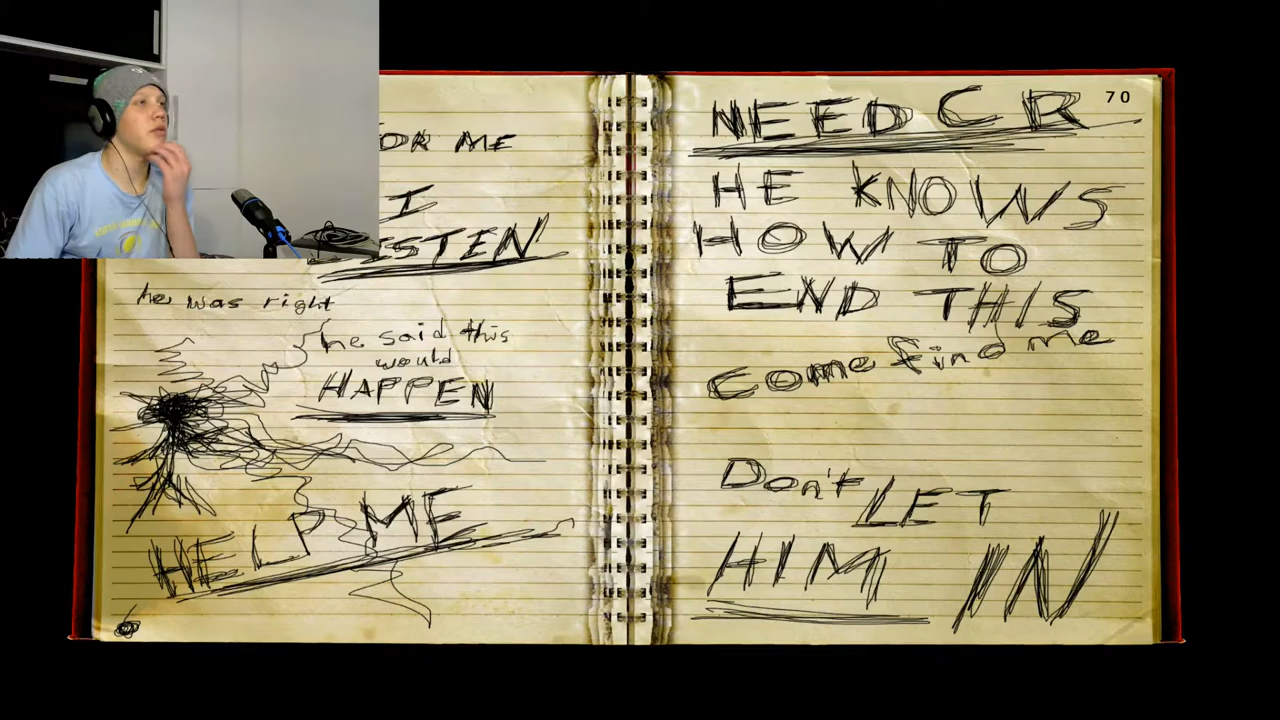 OR ME
I
ISTEN
he was right
he said this
would
HAPPEN
HELP ME
70
NEED CR
HE KNOWS
HOW TO
END THIS
come find me
Don't LET
HIM IN